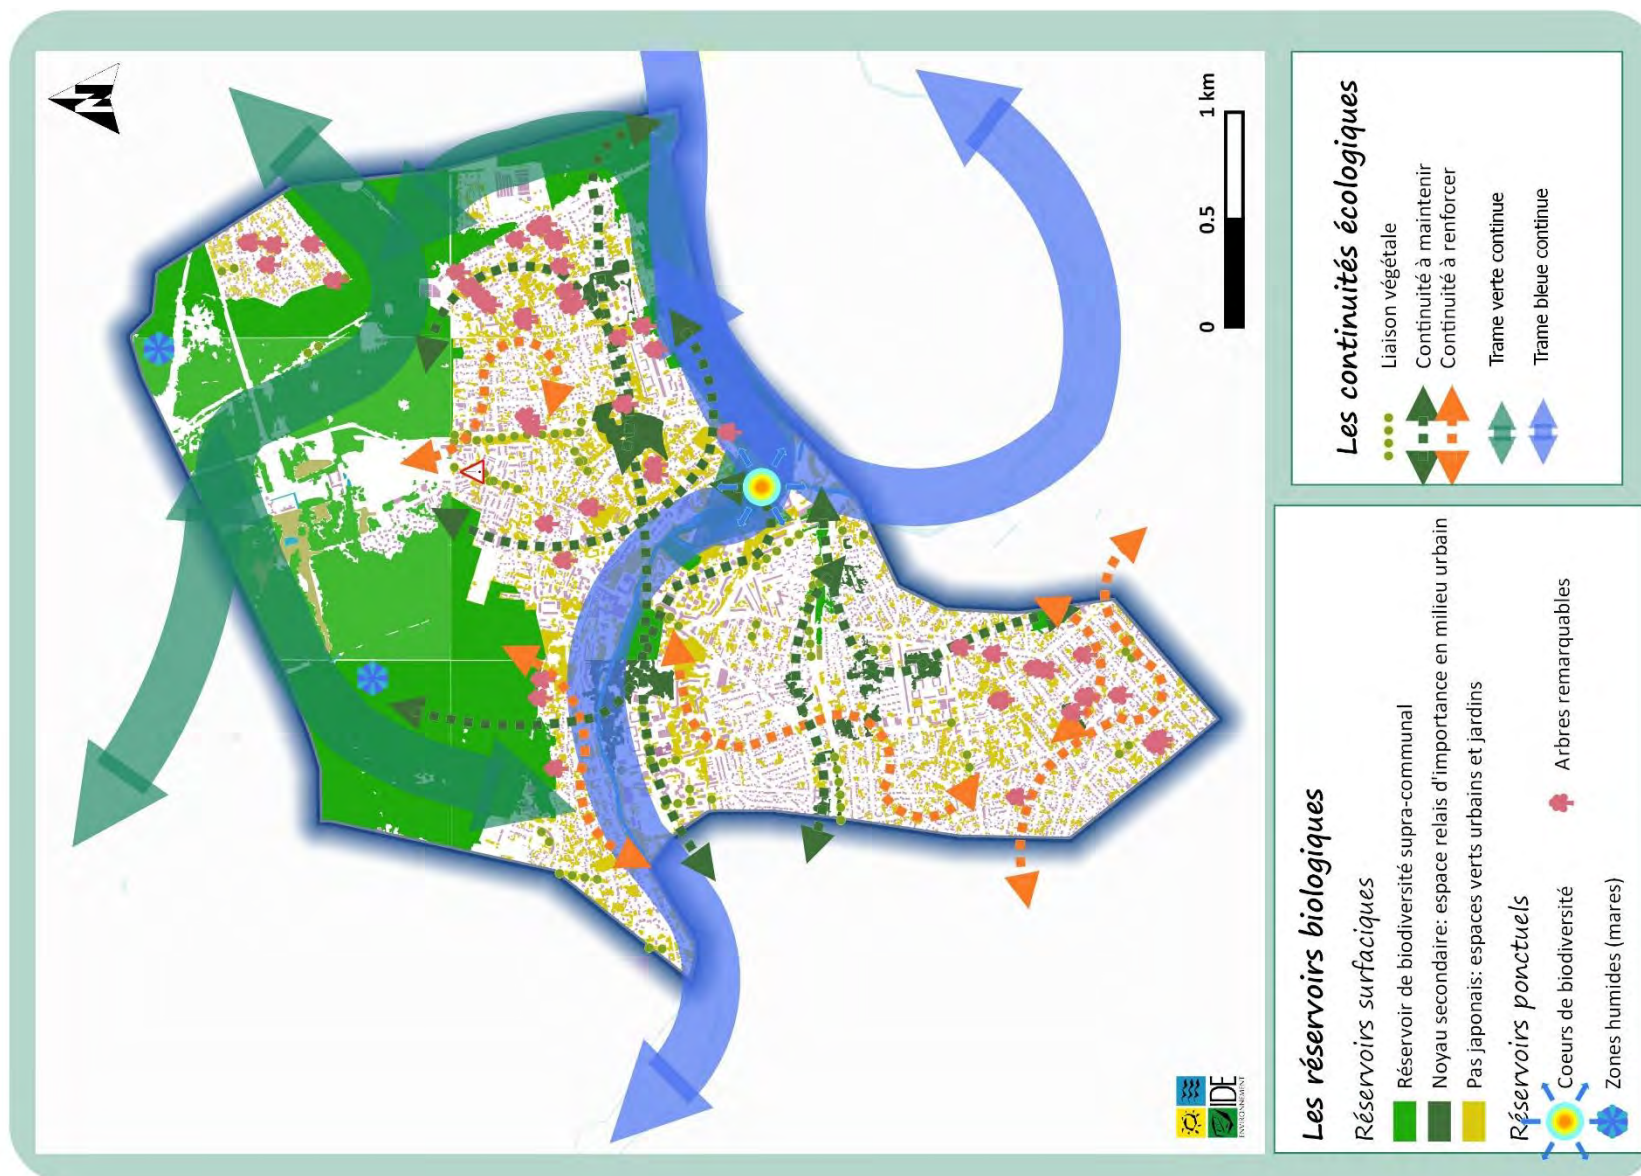 N
1 km
0.5
0
IDE
ENVIRONNEMENT
Les réservoirs biologiques
Réservoirs surfaciques
Réservoir de biodiversité supra-communal
Noyau secondaire: espace relais d'importance en milieu urbain
Pas japonais: espaces verts urbains et jardins
Réservoirs ponctuels
Coeurs de biodiversité
Arbres remarquables
Zones humides (mares)
Les continuités écologiques
Liaison végétale
Continuité à maintenir
Continuité à renforcer
Trame verte continue
Trame bleue continue